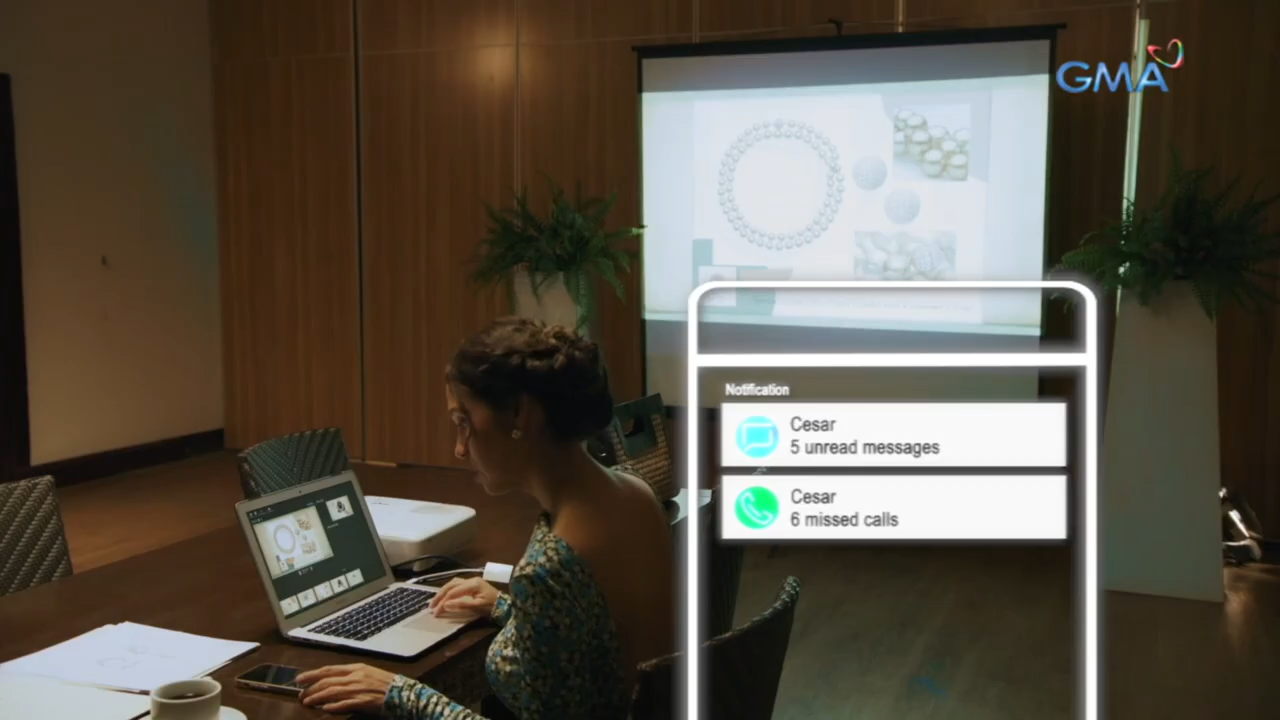 GMA
Notification
Cesar
5 unread messages
Cesar
6 missed calls